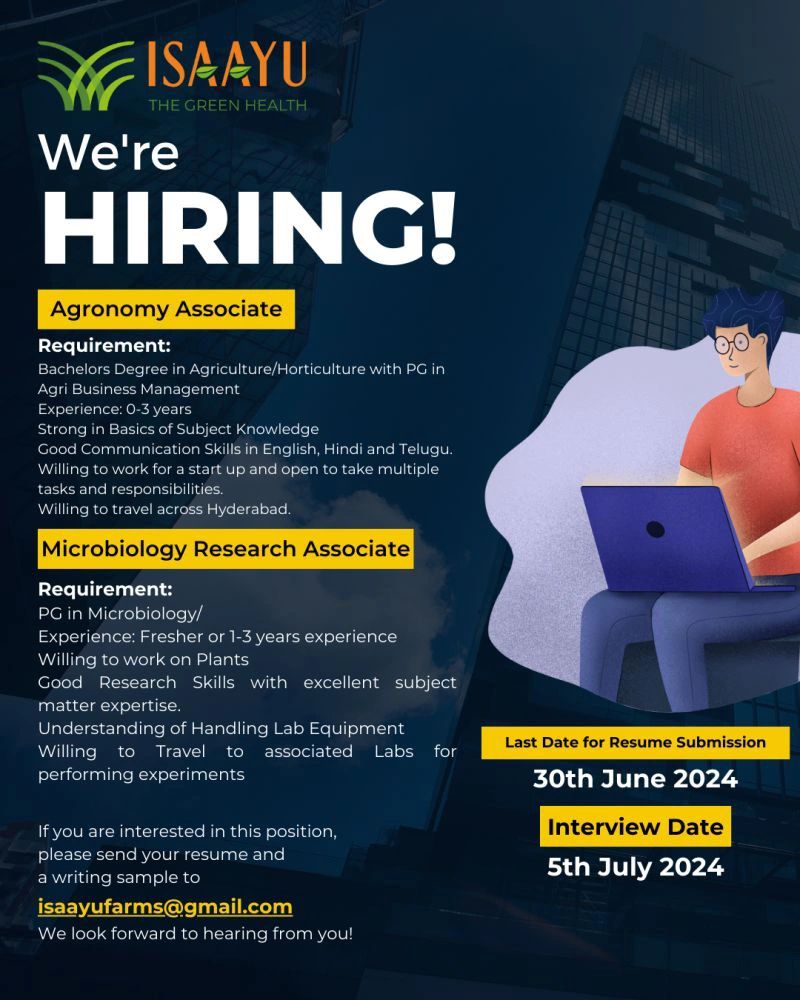 ISAAYU
THE GREEN HEALTH
We're
HIRING!
Agronomy Associate
Requirement:
Bachelors Degree in Agriculture/Horticulture with PG in
Agri Business Management
Experience: 0-3 years
Strong in Basics of Subject Knowledge
Good Communication Skills in English, Hindi and Telugu.
Willing to work for a start up and open to take multiple
tasks and responsibilities.
Willing to travel across Hyderabad.
Microbiology Research Associate
Requirement:
PG in Microbiology/
Experience: Fresher or 1-3 years experience
Willing to work on Plants
Good Research Skills with excellent subject
matter expertise.
Understanding of Handling Lab Equipment
Willing to Travel to associated Labs for
performing experiments
If you are interested in this position,
please send your resume and
a writing sample to
isaayufarms@gmail.com
We look forward to hearing from you!
Last Date for Resume Submission
30th June 2024
Interview Date
5th July 2024